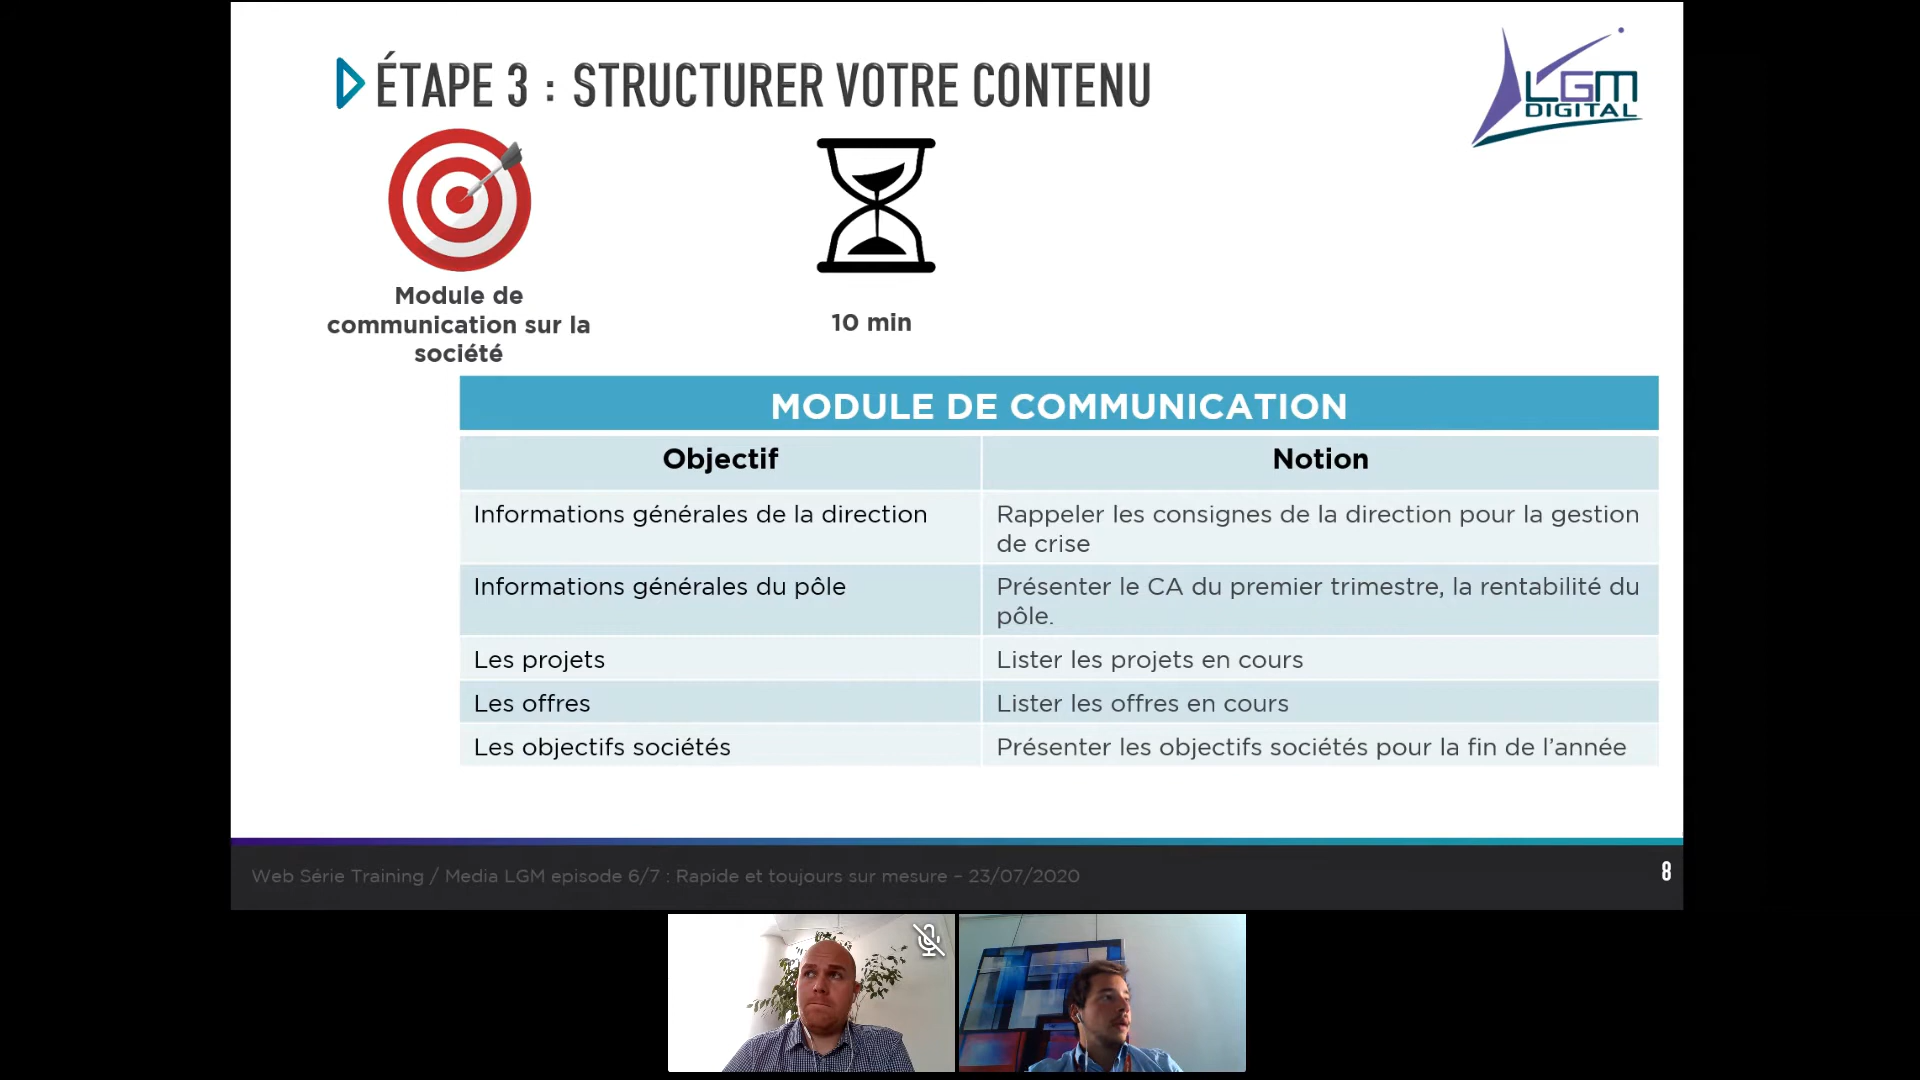 ÉTAPE 3 : STRUCTURER VOTRE CONTENU
LGM
DIGITAL
Module de
communication sur la
société
10 min
MODULE DE COMMUNICATION
Objectif
Notion
Informations générales de la direction
Rappeler les consignes de la direction pour la gestion
de crise
Informations générales du pôle
Présenter le CA du premier trimestre, la rentabilité du
pôle.
Les projets
Lister les projets en cours
Les offres
Lister les offres en cours
Les objectifs sociétés
Présenter les objectifs sociétés pour la fin de l’année
Web Série Training / Media LGM episode 6/7 : Rapide et toujours sur mesure – 23/07/2020
8